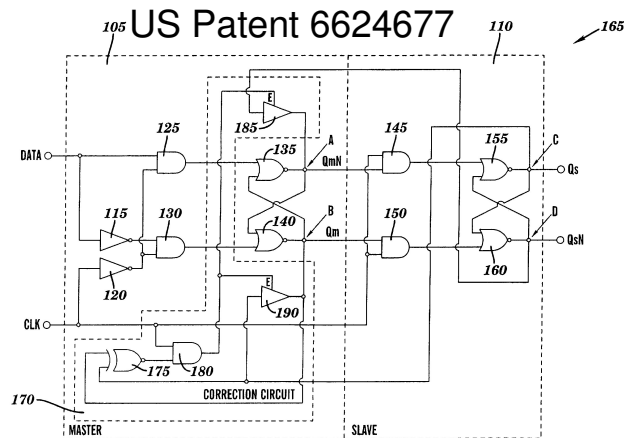 US Patent 6624677
105
110
165
E
185
125
145
155
A
C
DATA
135
QmN
Qs
115
130
140
B
Qm
150
160
D
QsN
120
E
190
CLK
175
180
CORRECTION CIRCUIT
170
MASTER
SLAVE